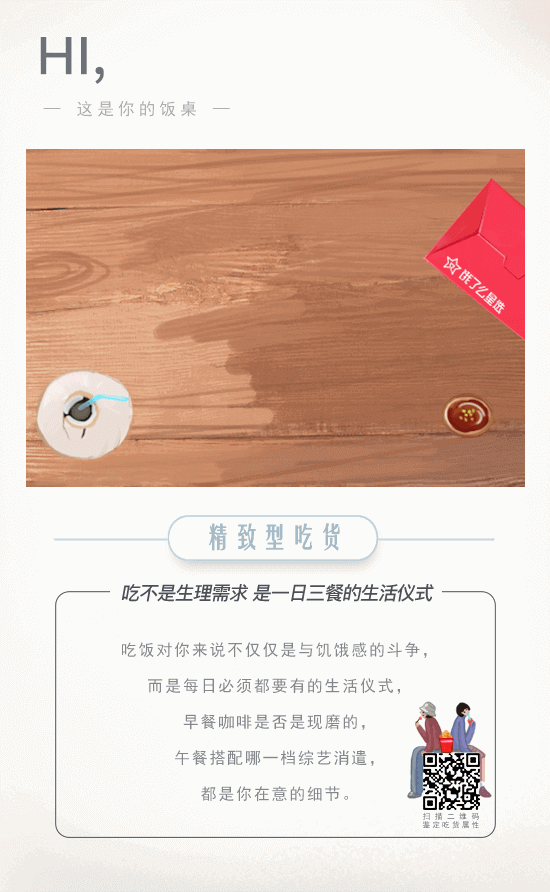 HI,
— 这是你的饭桌 —
饿了么星选
精致型吃货
吃不是生理需求 是一日三餐的生活仪式
吃饭对你来说不仅仅是与饥饿感的斗争，
而是每日必须都要有的生活仪式，
早餐咖啡是否是现磨的，
午餐搭配哪一档综艺消遣，
都是你在意的细节。
扫描二维码
鉴定吃货属性